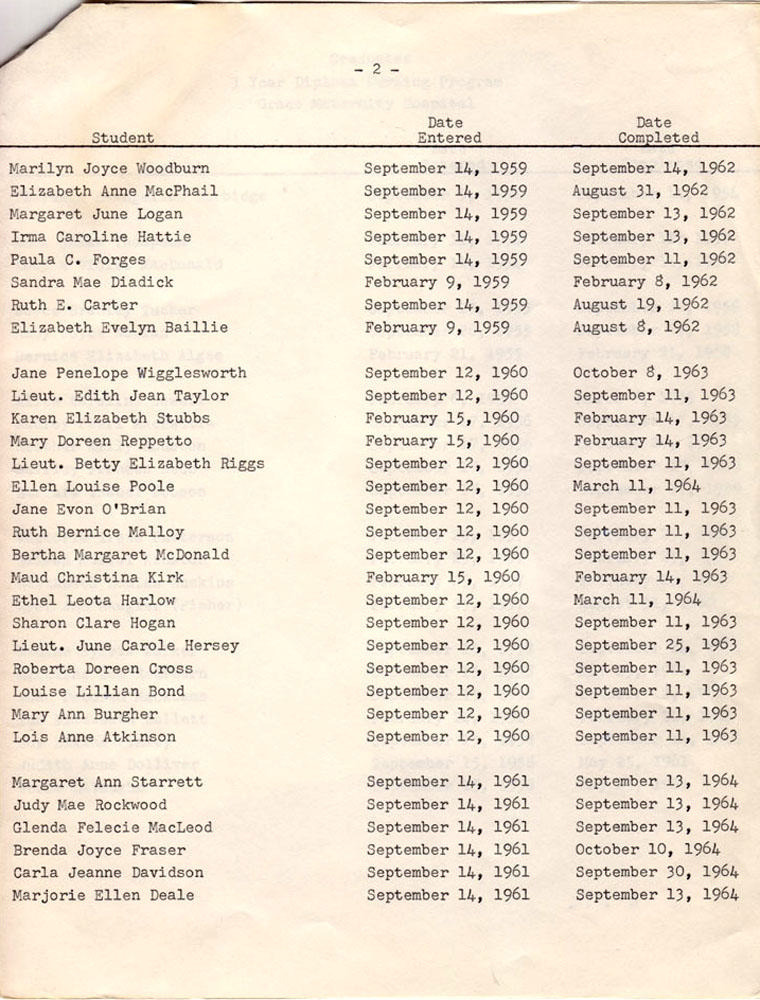 - 2 -
Student Date Entered Date Completed
Marilyn Joyce Woodburn September 14, 1959 September 14, 1962
Elizabeth Anne MacPhail September 14, 1959 August 31, 1962
Margaret June Logan September 14, 1959 September 13, 1962
Irma Caroline Hattie September 14, 1959 September 13, 1962
Paula C. Forges September 14, 1959 September 11, 1962
Sandra Mae Diadick February 9, 1959 February 8, 1962
Ruth E. Carter September 14, 1959 August 19, 1962
Elizabeth Evelyn Baillie February 9, 1959 August 8, 1962
Jane Penelope Wigglesworth September 12, 1960 October 8, 1963
Lieut. Edith Jean Taylor September 12, 1960 September 11, 1963
Karen Elizabeth Stubbs February 15, 1960 February 14, 1963
Mary Doreen Reppetto February 15, 1960 February 14, 1963
Lieut. Betty Elizabeth Riggs September 12, 1960 September 11, 1963
Ellen Louise Poole September 12, 1960 March 11, 1964
Jane Evon O'Brian September 12, 1960 September 11, 1963
Ruth Bernice Malloy September 12, 1960 September 11, 1963
Bertha Margaret McDonald September 12, 1960 September 11, 1963
Maud Christina Kirk February 15, 1960 February 14, 1963
Ethel Leota Harlow September 12, 1960 March 11, 1964
Sharon Clare Hogan September 12, 1960 September 11, 1963
Lieut. June Carole Hersey September 12, 1960 September 25, 1963
Roberta Doreen Cross September 12, 1960 September 11, 1963
Louise Lillian Bond September 12, 1960 September 11, 1963
Mary Ann Burgher September 12, 1960 September 11, 1963
Lois Anne Atkinson September 12, 1960 September 11, 1963
Margaret Ann Starrett September 14, 1961 September 13, 1964
Judy Mae Rockwood September 14, 1961 September 13, 1964
Glenda Felecie MacLeod September 14, 1961 September 13, 1964
Brenda Joyce Fraser September 14, 1961 October 10, 1964
Carla Jeanne Davidson September 14, 1961 September 30, 1964
Marjorie Ellen Deale September 14, 1961 September 13, 1964